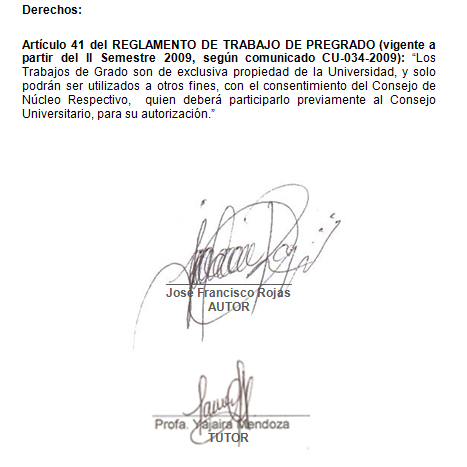 Derechos:
Artículo 41 del REGLAMENTO DE TRABAJO DE PREGRADO (vigente a
partir del II Semestre 2009, según comunicado CU-034-2009): “Los
Trabajos de Grado son de exclusiva propiedad de la Universidad, y solo
podrán ser utilizados a otros fines, con el consentimiento del Consejo de
Núcleo Respectivo, quien deberá participarlo previamente al Consejo
Universitario, para su autorización.”
José Francisco Rojas
AUTOR
Profa. Yajaira Mendoza
TUTOR